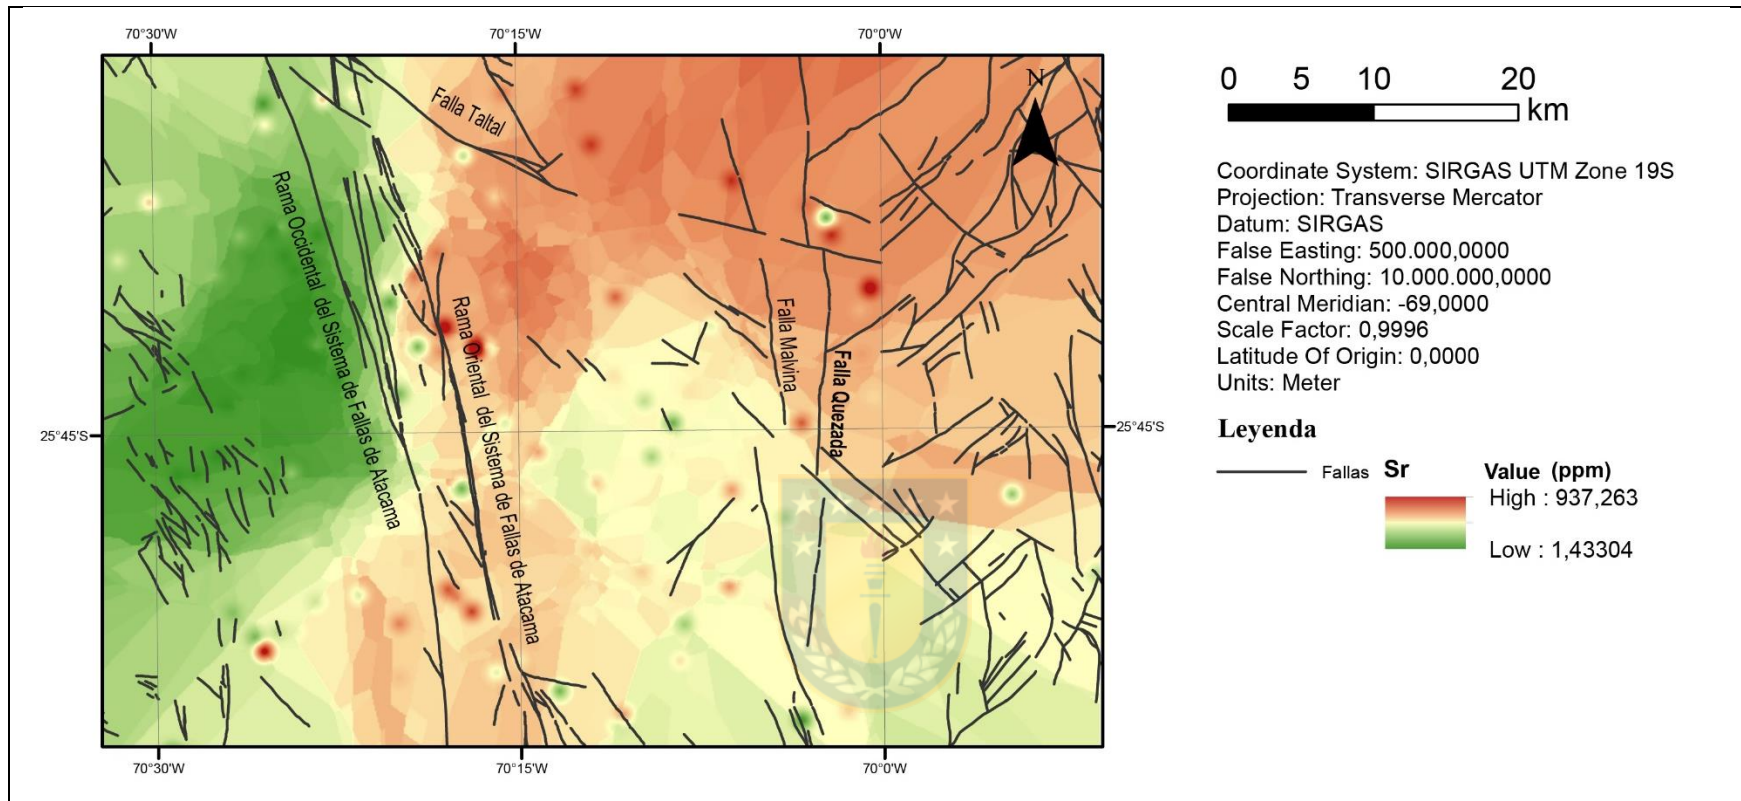 70°30'W
70°15'W
70°0'W
N
Falla Taltal
Rama Occidental del Sistema de Fallas de Atacama
Rama Oriental del Sistema de Fallas de Atacama
Falla Malvina
Falla Quezada
25°45'S
25°45'S
70°30'W
70°15'W
70°0'W
0 5 10 20
km
Coordinate System: SIRGAS UTM Zone 19S
Projection: Transverse Mercator
Datum: SIRGAS
False Easting: 500.000,0000
False Northing: 10.000.000,0000
Central Meridian: -69,0000
Scale Factor: 0,9996
Latitude Of Origin: 0,0000
Units: Meter
Leyenda
Fallas Sr Value (ppm)
High : 937,263
Low : 1,43304